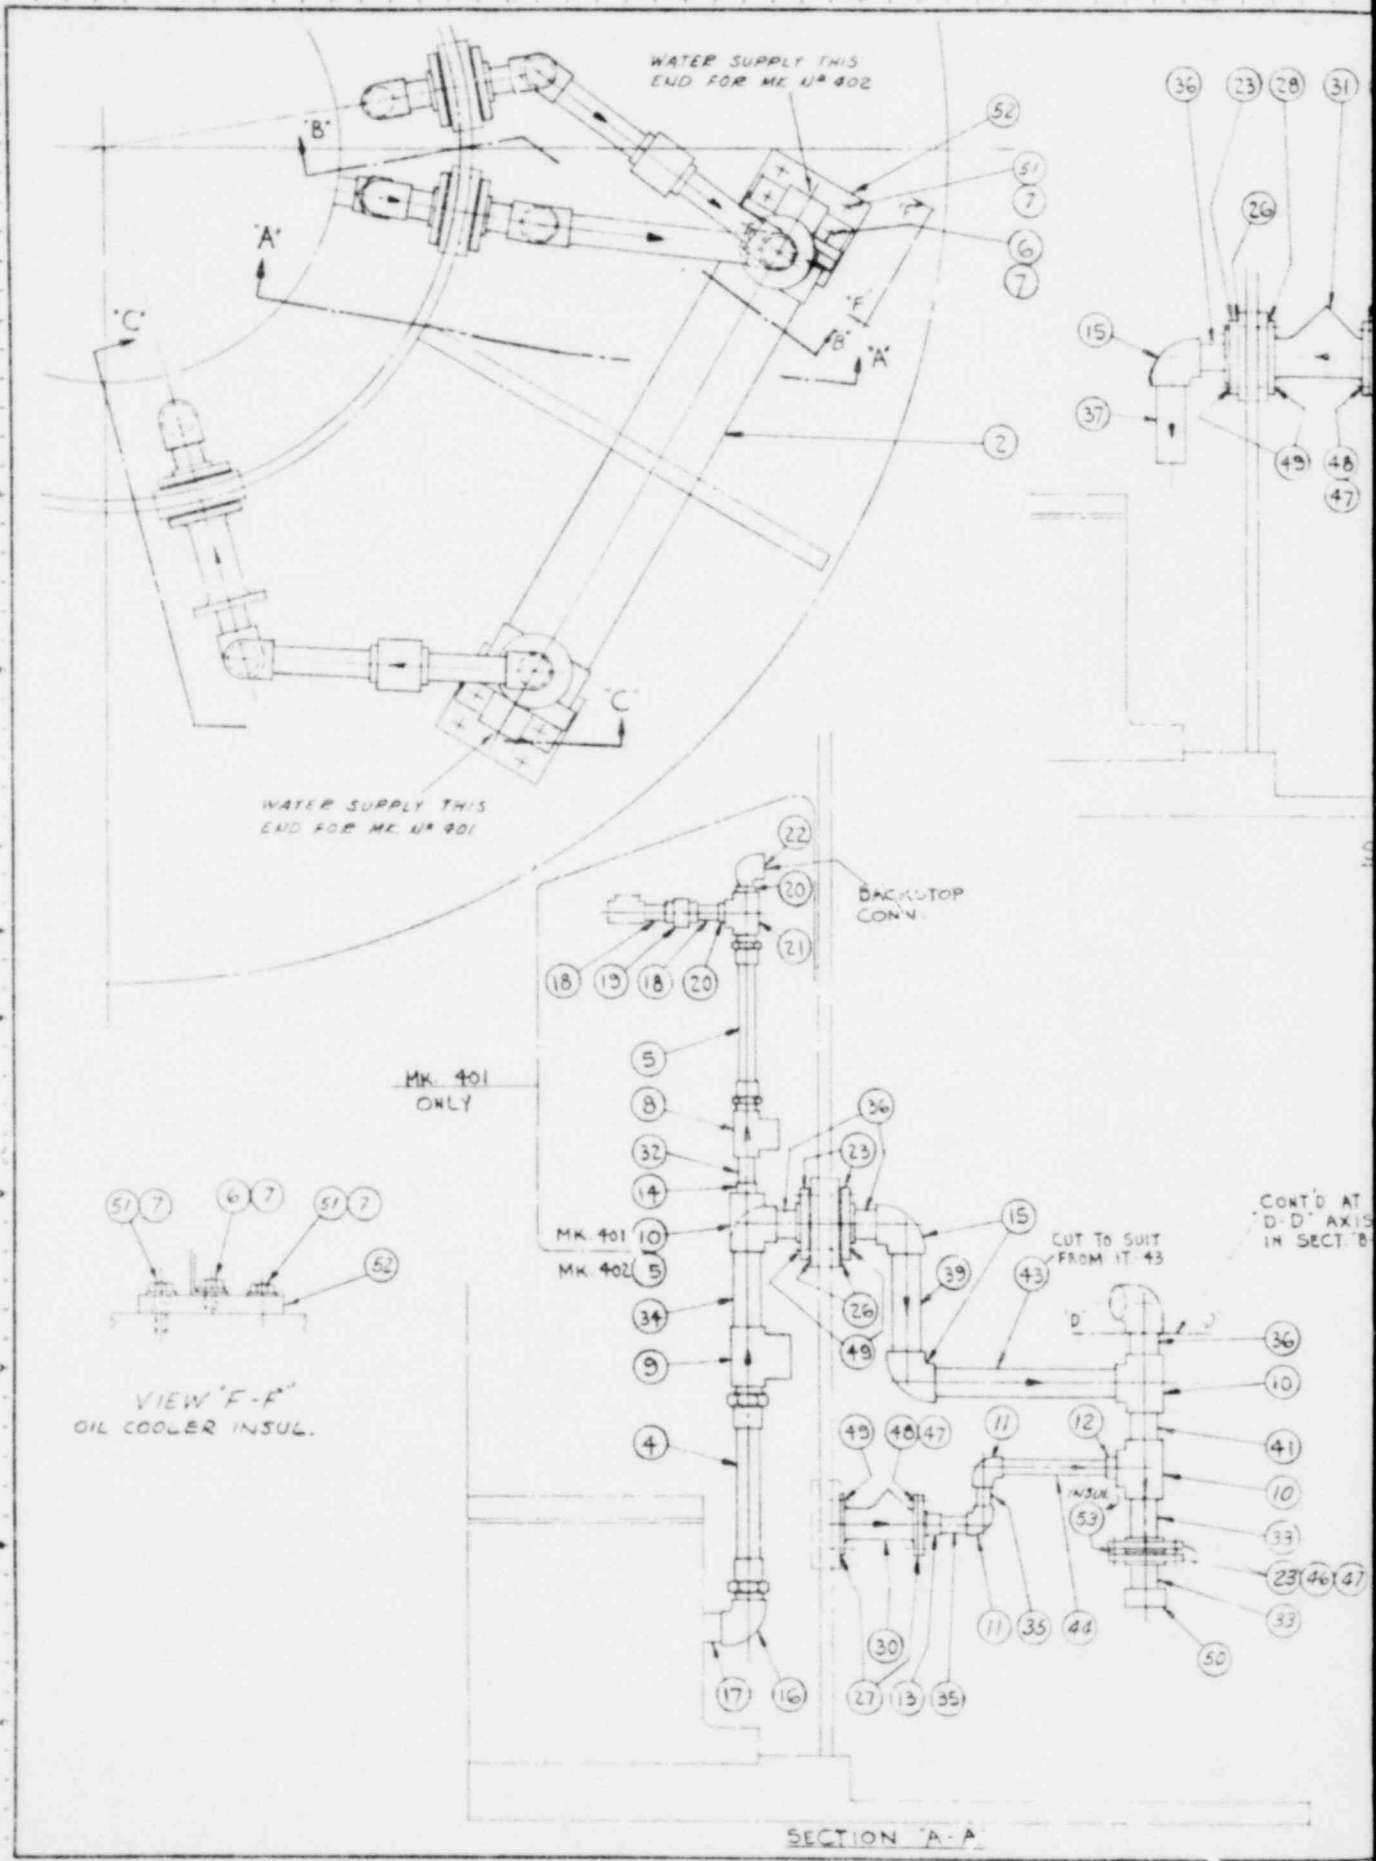 WATER SUPPLY THIS
END FOR MK Nº 402
52
51
7
6
7
"B"
"A"
"C"
"F"
"B"
"A"
2
"C"
WATER SUPPLY THIS
END FOR MK Nº 401
36 23 28 31
26
15
37
49 48
47
22
20
BACKSTOP
CONN.
21
18 19 18 20
5
MK. 401
ONLY
8
36
32
23
14
MK. 401 10
MK. 402 5
15
CUT TO SUIT
FROM IT. 43
43
39
CONT'D AT
"D-D" AXIS
IN SECT. "B-
34
26
49
"D"
36
9
10
51 7 6 7 51 7
52
VIEW "F-F"
OIL COOLER INSUL.
4
49 48 47 11 12
41
10
INSUL
53
33
23 46 47
33
50
11 35 44
30
17 16 27 13 35
SECTION "A-A"